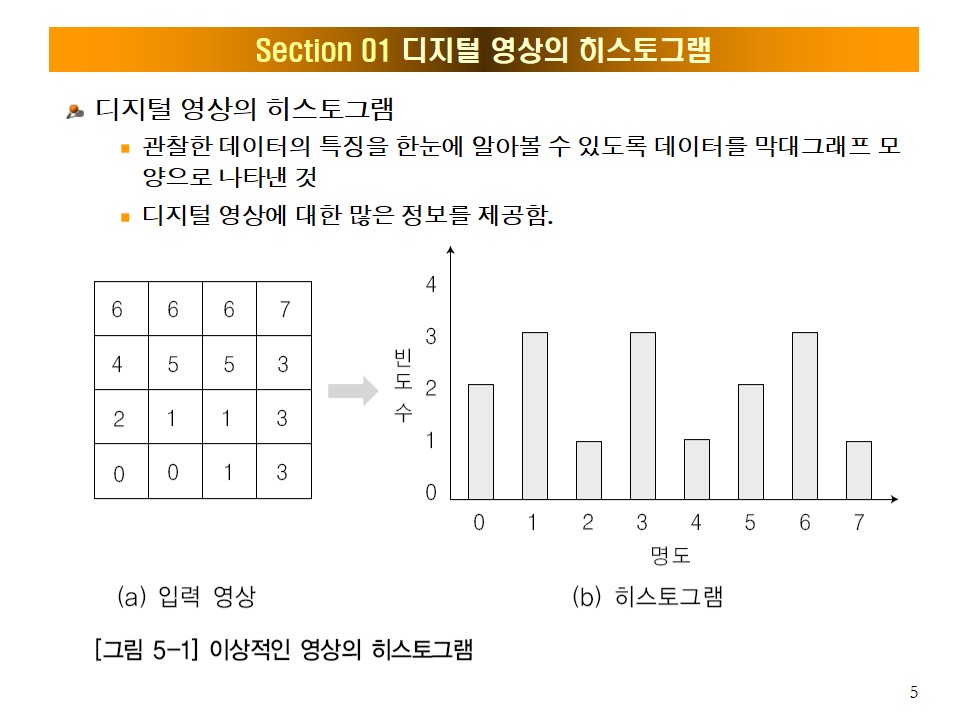 Section 01 디지털 영상의 히스토그램
디지털 영상의 히스토그램
관찰한 데이터의 특징을 한눈에 알아볼 수 있도록 데이터를 막대그래프 모
양으로 나타낸 것
디지털 영상에 대한 많은 정보를 제공함.
6 6 6 7
4 5 5 3
2 1 1 3
0 0 1 3
빈도수
4
3
2
1
0
0 1 2 3 4 5 6 7
명도
(a) 입력 영상
(b) 히스토그램
[그림 5-1] 이상적인 영상의 히스토그램
5